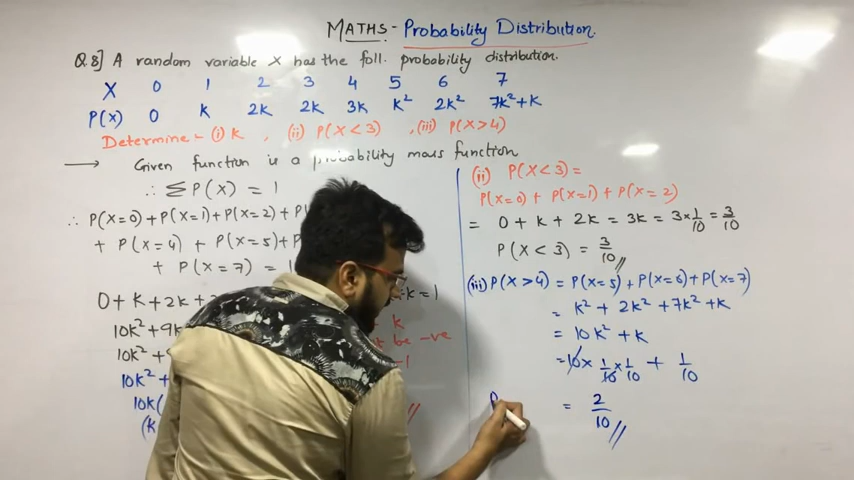 MATHS - Probability Distribution.
Q.8] A random variable X has the foll. probability distribution.
X 0 1 2 3 4 5 6 7
P(x) 0 K 2K 2K 3K K² 2K² 7K²+K
Determine - (i) K , (ii) P(X<3) , (iii) P(X>4)
→ Given function is a probability mass function
∴ ΣP(X) = 1
∴ P(X=0)+P(X=1)+P(X=2)+
+ P(X=4) + P(X=5)+
+ P(X=7) =
0+K+2K+ K=1
10K²+9K
10K²+
10K²+
10K(
(K
K
be -ve
(ii) P(X<3) =
P(X=0) + P(X=1) + P(X=2)
= 0 + K + 2K = 3K = 3×1/10 = 3/10
P(X<3) = 3/10 //
(iii) P(X>4) = P(X=5) + P(X=6) + P(X=7)
= K² + 2K² + 7K² + K
= 10K² + K
= 10 × 1/10 × 1/10 + 1/10
= 2/10 //